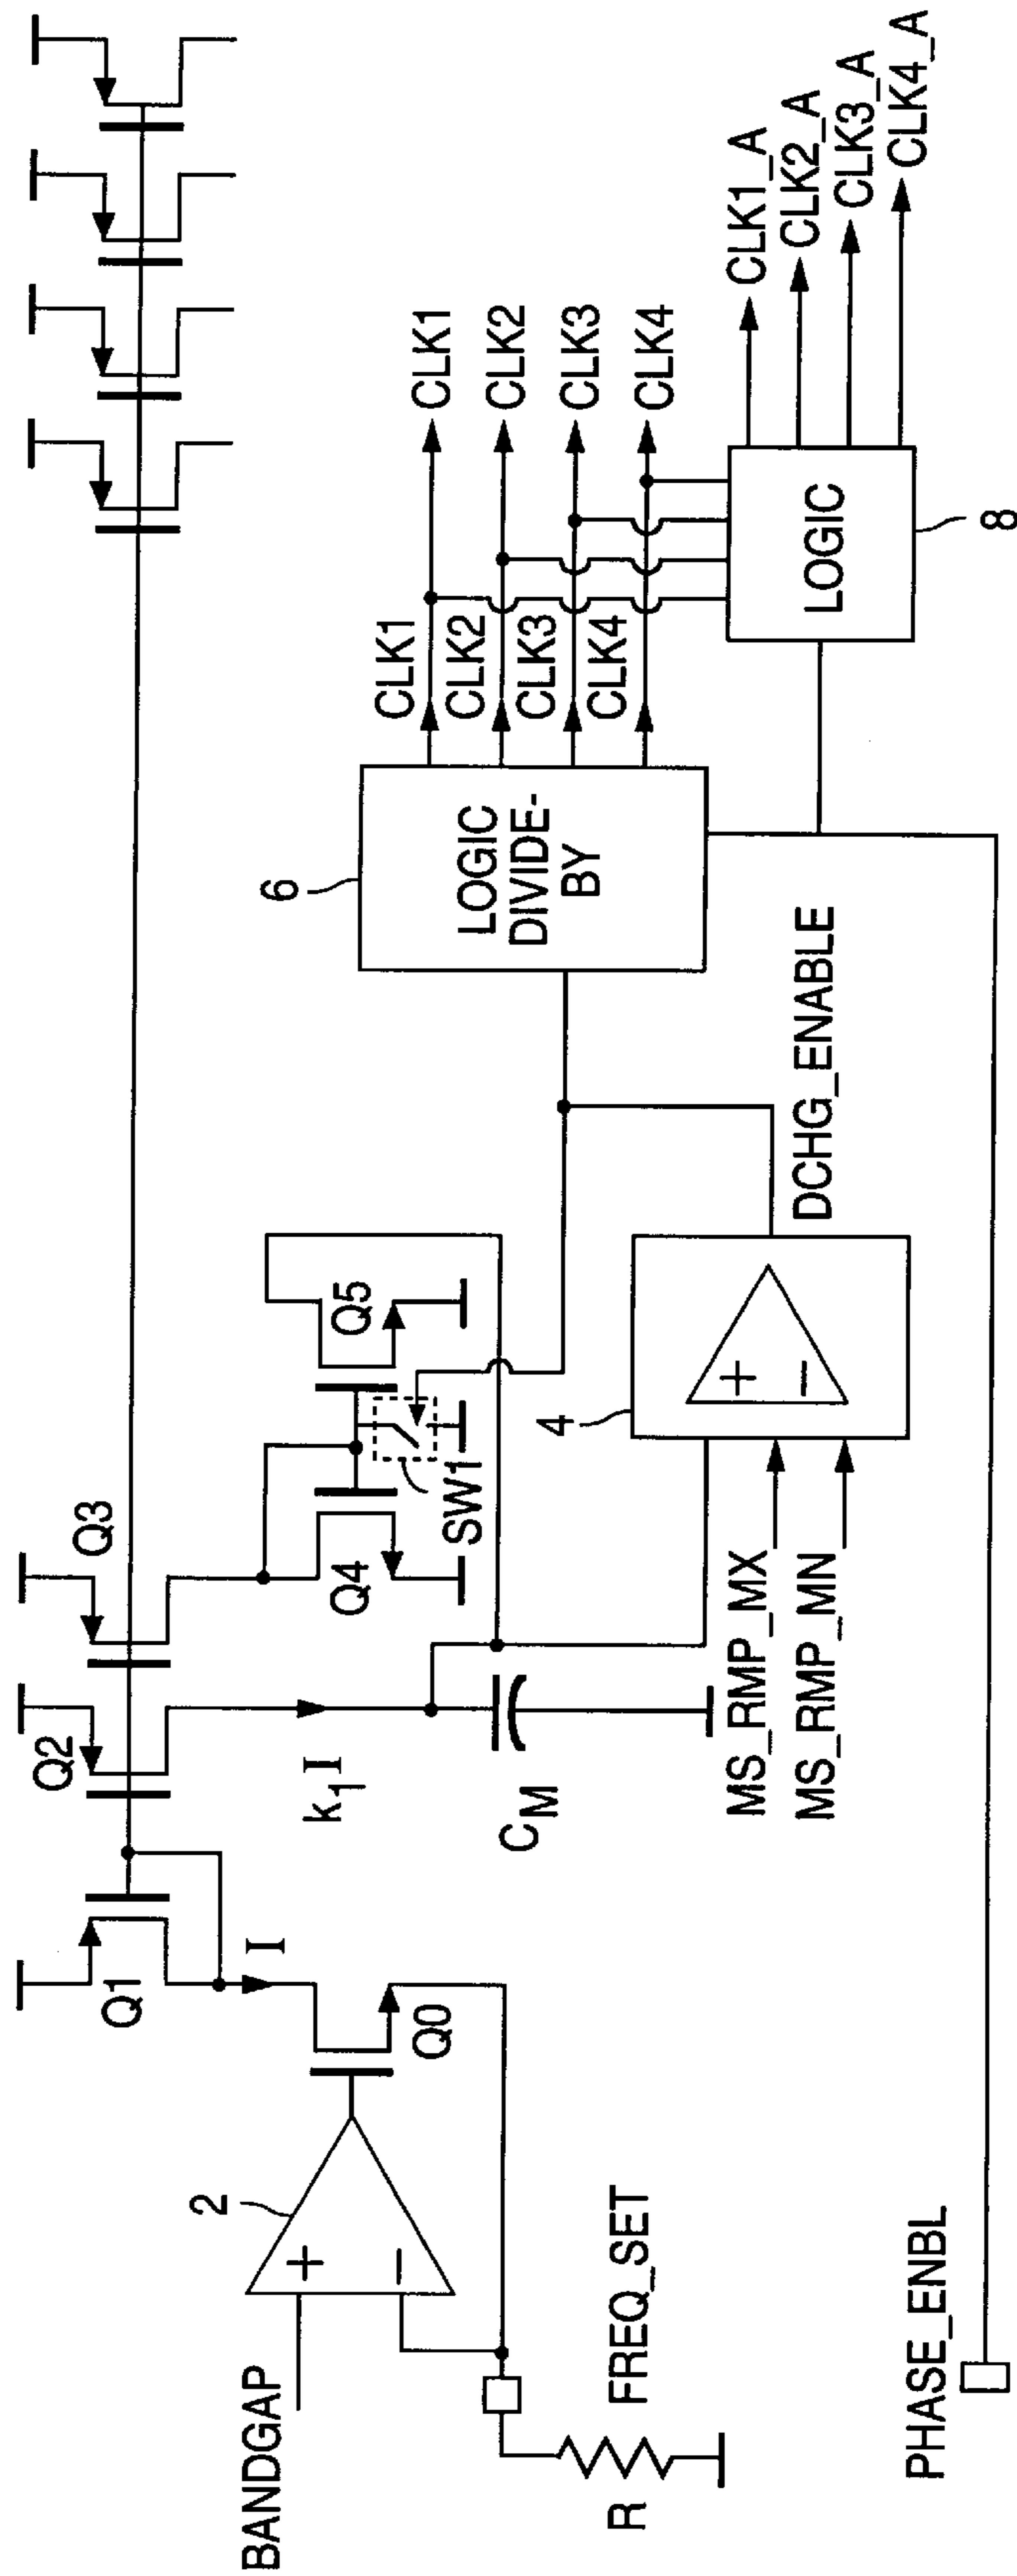 BANDGAP
2
+
−
R
FREQ_SET
PHASE_ENBL
Q0
I
Q1
Q2
k₁I
C_M
Q3
Q4
SW1
Q5
MS_RMP_MX
MS_RMP_MN
4
+
−
DCHG_ENABLE
6
LOGIC
DIVIDE-
BY
CLK1
CLK2
CLK3
CLK4
CLK1
CLK2
CLK3
CLK4
LOGIC
8
CLK1_A
CLK2_A
CLK3_A
CLK4_A